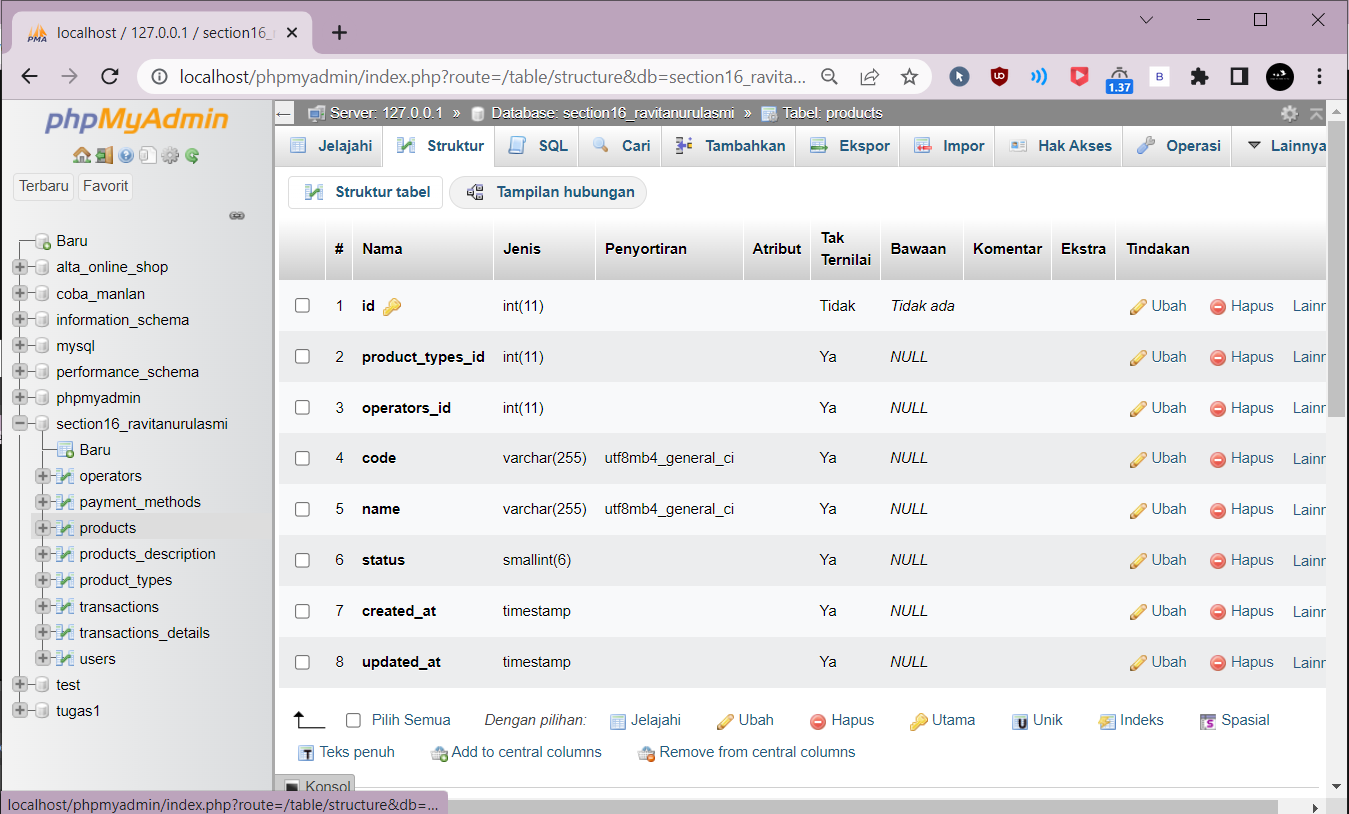 localhost / 127.0.0.1 / section16_r
localhost/phpmyadmin/index.php?route=/table/structure&db=section16_ravita...
1.37
B
phpMyAdmin
Terbaru Favorit
Baru
alta_online_shop
coba_manlan
information_schema
mysql
performance_schema
phpmyadmin
section16_ravitanurulasmi
Baru
operators
payment_methods
products
products_description
product_types
transactions
transactions_details
users
test
tugas1
Server: 127.0.0.1 » Database: section16_ravitanurulasmi » Tabel: products
Jelajahi Struktur SQL Cari Tambahkan Ekspor Impor Hak Akses Operasi Lainnya
Struktur tabel Tampilan hubungan
# Nama Jenis Penyortiran Atribut Tak Ternilai Bawaan Komentar Ekstra Tindakan
1 id int(11) Tidak Tidak ada Ubah Hapus Lainr
2 product_types_id int(11) Ya NULL Ubah Hapus Lainr
3 operators_id int(11) Ya NULL Ubah Hapus Lainr
4 code varchar(255) utf8mb4_general_ci Ya NULL Ubah Hapus Lainr
5 name varchar(255) utf8mb4_general_ci Ya NULL Ubah Hapus Lainr
6 status smallint(6) Ya NULL Ubah Hapus Lainr
7 created_at timestamp Ya NULL Ubah Hapus Lainr
8 updated_at timestamp Ya NULL Ubah Hapus Lainr
Pilih Semua Dengan pilihan: Jelajahi Ubah Hapus Utama Unik Indeks Spasial
Teks penuh Add to central columns Remove from central columns
Konsol
localhost/phpmyadmin/index.php?route=/table/structure&db=...